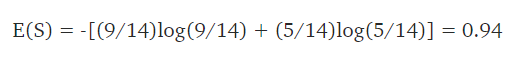 E(S) = -[(9/14)log(9/14) + (5/14)log(5/14)] = 0.94